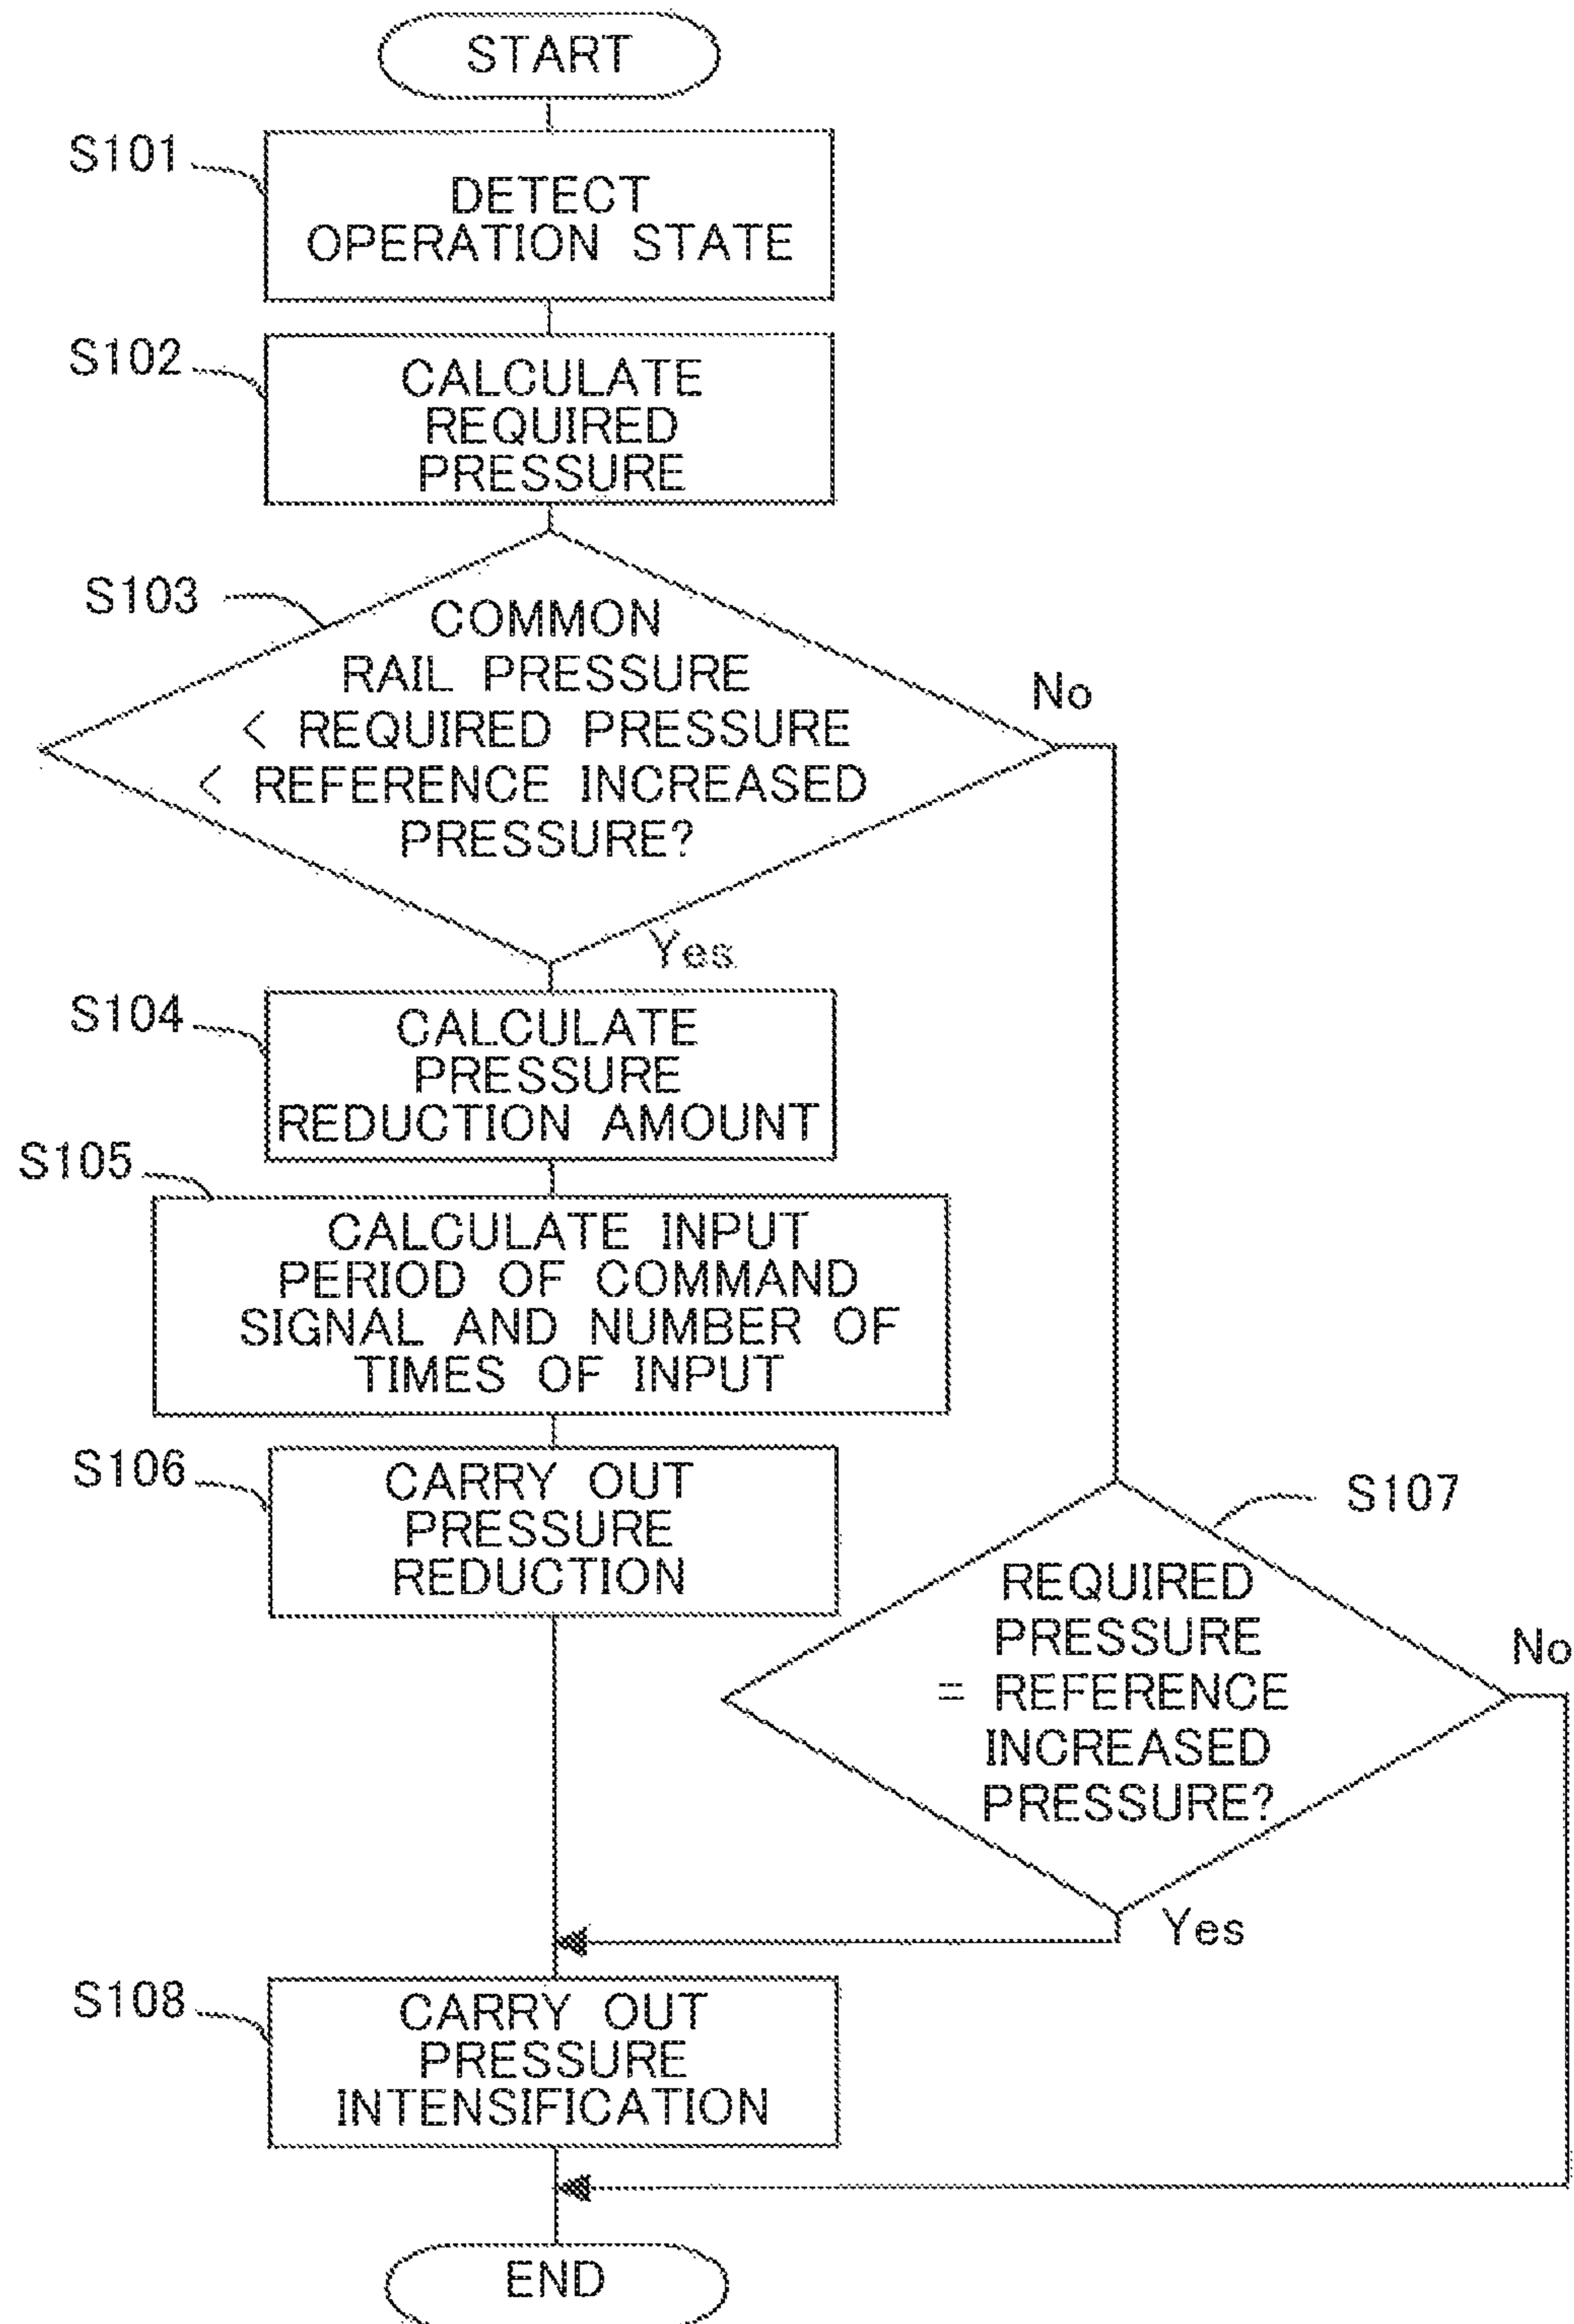 START
S101
DETECT
OPERATION STATE
S102
CALCULATE
REQUIRED
PRESSURE
S103
COMMON
RAIL PRESSURE
< REQUIRED PRESSURE
< REFERENCE INCREASED
PRESSURE?
No
Yes
S104
CALCULATE
PRESSURE
REDUCTION AMOUNT
S105
CALCULATE INPUT
PERIOD OF COMMAND
SIGNAL AND NUMBER OF
TIMES OF INPUT
S106
CARRY OUT
PRESSURE
REDUCTION
S107
REQUIRED
PRESSURE
= REFERENCE
INCREASED
PRESSURE?
No
Yes
S108
CARRY OUT
PRESSURE
INTENSIFICATION
END